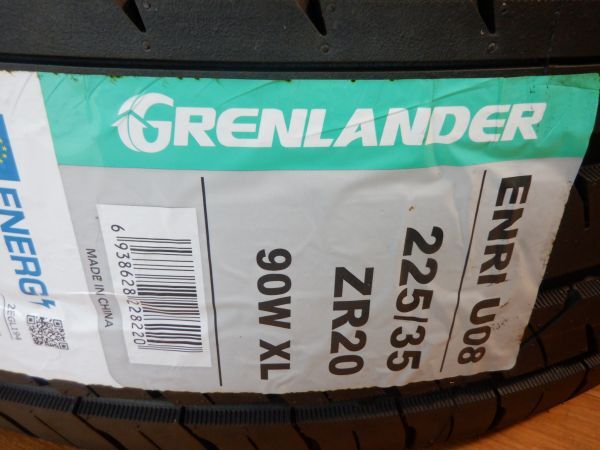 GRENLANDER
ENRI U08
225/35
ZR20
90W XL
6 938628 228220
MADE IN CHINA
ENERG